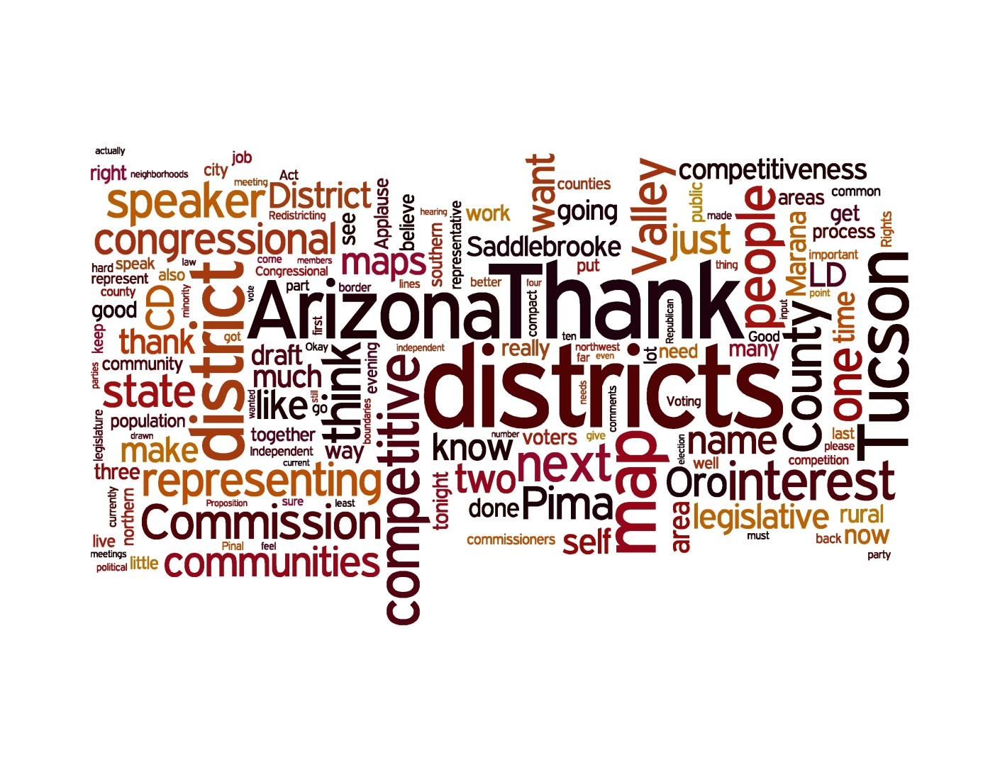 actually
job
right
neighborhoods
city
meeting
Act
speaker
District
Redistricting
see
Applause
believe
hearing
southern
representative
work
want
counties
going
Valley
competitiveness
public
made
people
areas
common
get
process
Rights
congressional
maps
Saddlebrooke
just
Marana
important
hard
speak
law
come
members
Congressional
represent
also
lines
better
four
put
thing
LD
point
county
minority
vote
part
border
district
Arizona
Thank
Tucson
good
CD
first
compact
Republican
input
time
keep
thank
got
Okay
independent
really
ten
northwest
far
even
lot
need
Good
many
County
one
parties
community
draft
much
think
evening
competitive
districts
state
wanted
like
still
go
boundaries
needs
comments
Voting
legislature
population
drawn
together
number
voters
give
election
name
last
please
make
Independent
way
current
know
next
map
well
competition
three
representing
two
Oro
interest
currently
northern
Proposition
sure
least
tonight
done
Pima
area
legislative
rural
Commission
live
meetings
Pinal
feel
commissioners
self
must
back
now
political
little
communities
party